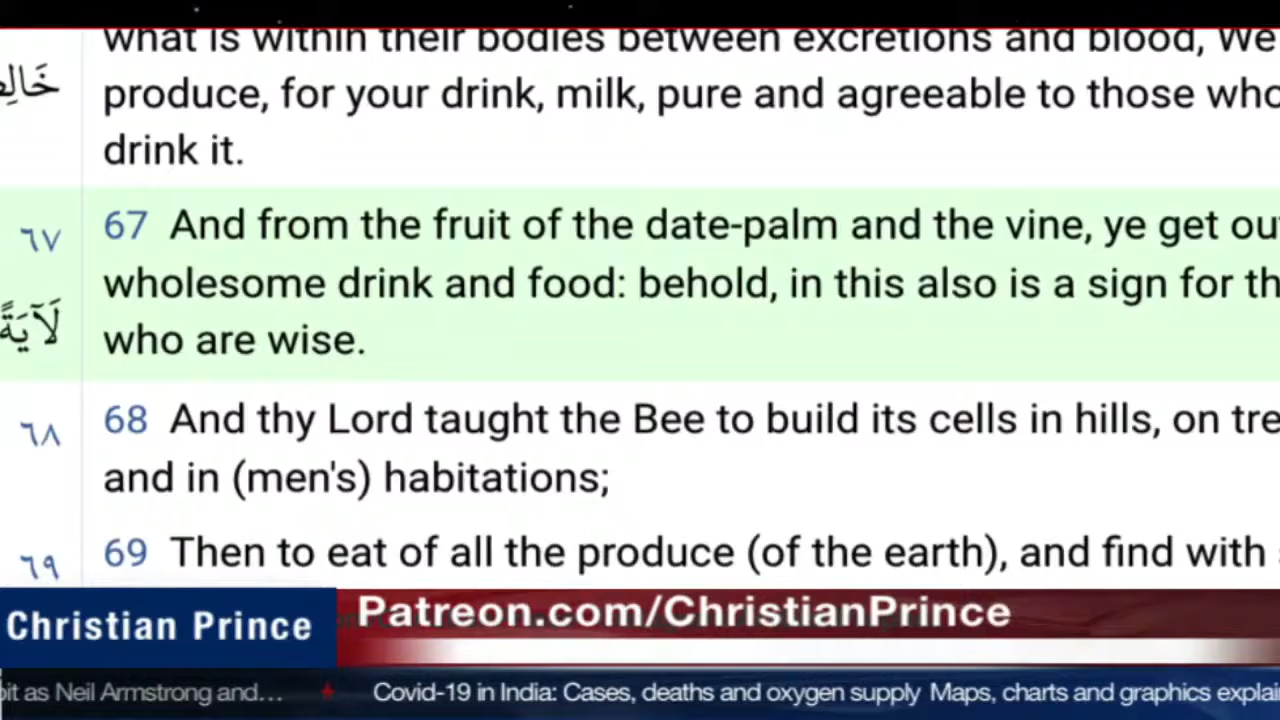 what is within their bodies between excretions and blood, We
خَالِ
produce, for your drink, milk, pure and agreeable to those who
drink it.
٦٧ 67 And from the fruit of the date-palm and the vine, ye get ou
wholesome drink and food: behold, in this also is a sign for th
لَآيَةً
who are wise.
٦٨ 68 And thy Lord taught the Bee to build its cells in hills, on tre
and in (men's) habitations;
٦٩ 69 Then to eat of all the produce (of the earth), and find with
Christian Prince
Patreon.com/ChristianPrince
bit as Neil Armstrong and...
Covid-19 in India: Cases, deaths and oxygen supply Maps, charts and graphics explai